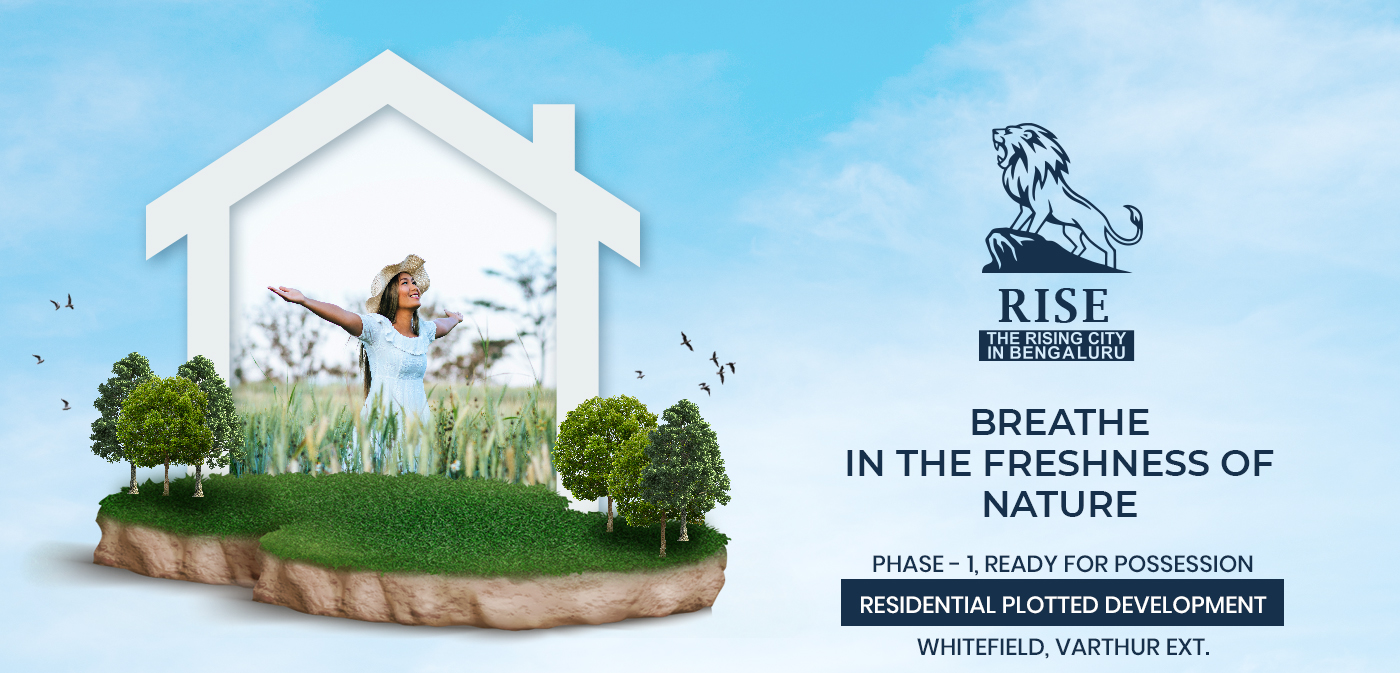 RISE
THE RISING CITY
IN BENGALURU
BREATHE
IN THE FRESHNESS OF
NATURE
PHASE – 1, READY FOR POSSESSION
RESIDENTIAL PLOTTED DEVELOPMENT
WHITEFIELD, VARTHUR EXT.